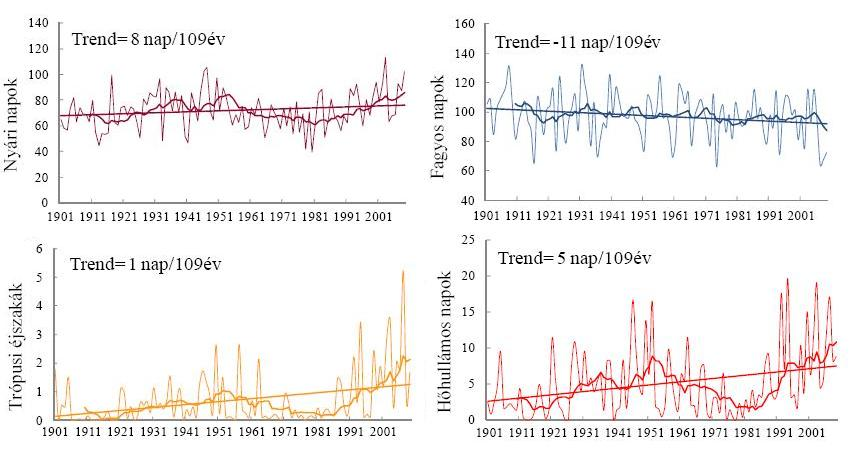 Trend= 8 nap/109év
Nyári napok
140
120
100
80
60
40
20
0
1901 1911 1921 1931 1941 1951 1961 1971 1981 1991 2001
Trend= -11 nap/109év
Fagyos napok
160
140
120
100
80
60
40
1901 1911 1921 1931 1941 1951 1961 1971 1981 1991 2001
Trend= 1 nap/109év
Trópusi éjszakák
6
5
4
3
2
1
0
1901 1911 1921 1931 1941 1951 1961 1971 1981 1991 2001
Trend= 5 nap/109év
Hőhullámos napok
25
20
15
10
5
0
1901 1911 1921 1931 1941 1951 1961 1971 1981 1991 2001